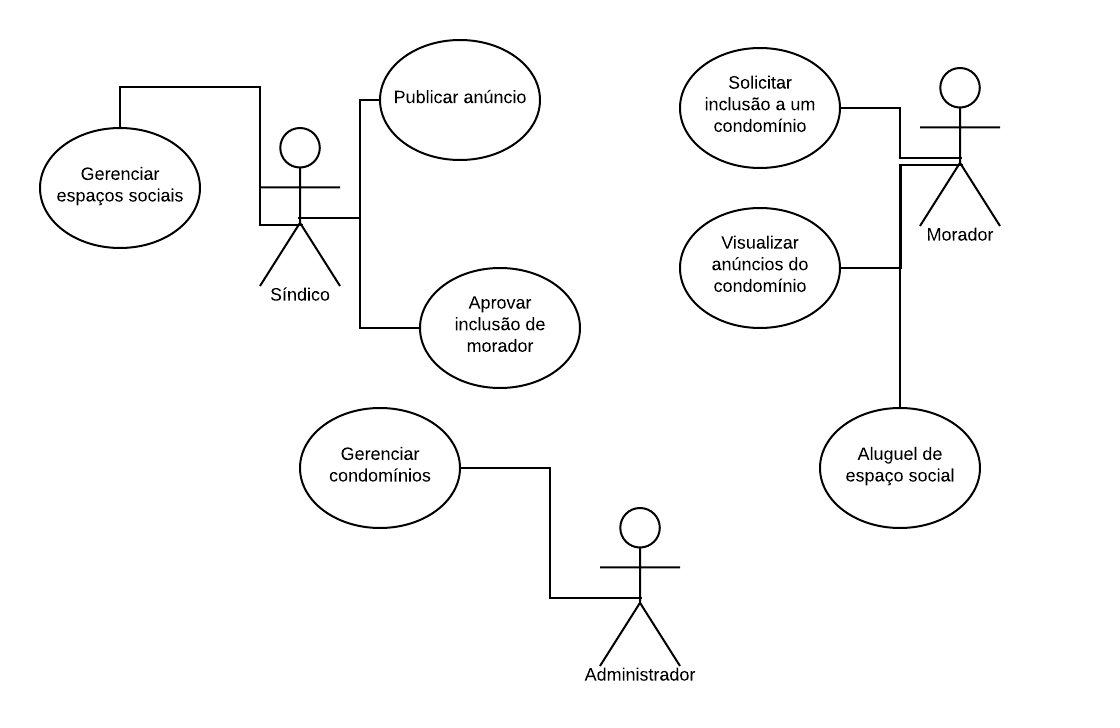 Publicar anúncio
Solicitar
inclusão a um
condomínio
Gerenciar
espaços sociais
Síndico
Morador
Visualizar
anúncios do
condomínio
Aprovar
inclusão de
morador
Gerenciar
condomínios
Aluguel de
espaço social
Administrador